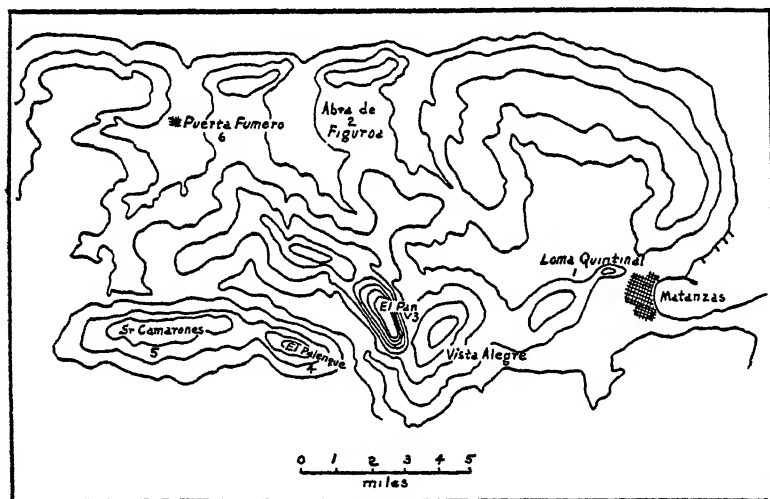 Puerta Fumero
6
Abra de
2
Figuroa
Loma Quintinal
1
Matanzas
El Pan
3
Sr Camarones
5
El Palenque
4
Vista Alegre
0 1 2 3 4 5
miles